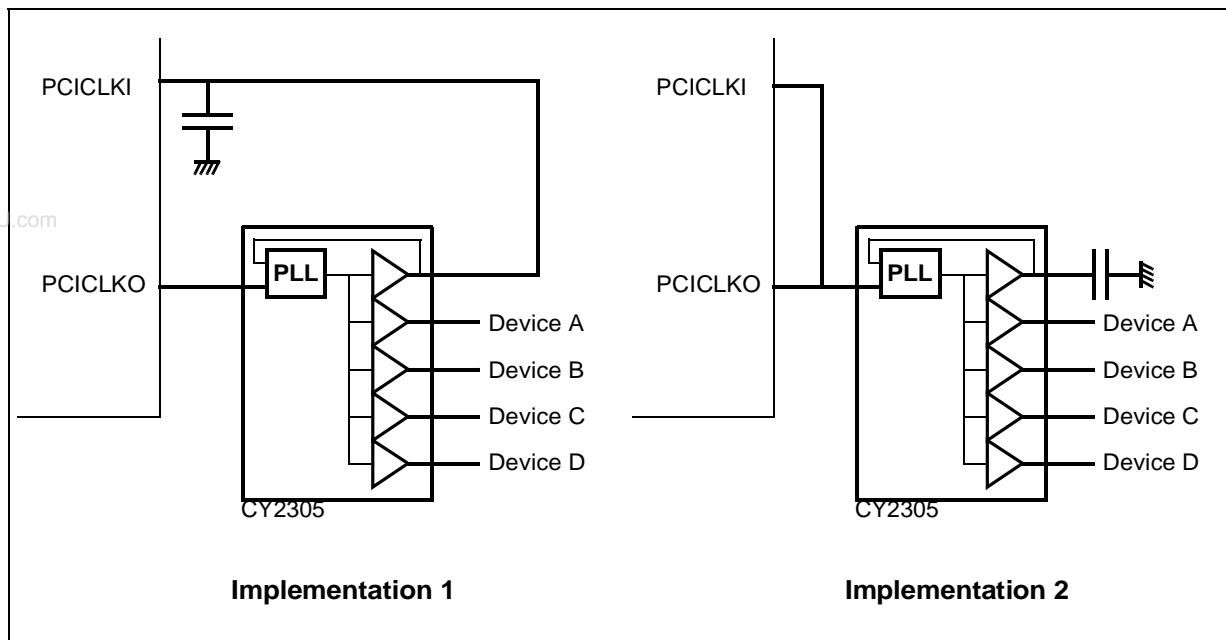 PCICLKI
PCICLKO
PLL
Device A
Device B
Device C
Device D
CY2305
Implementation 1
PCICLKI
PCICLKO
PLL
Device A
Device B
Device C
Device D
CY2305
Implementation 2
.com